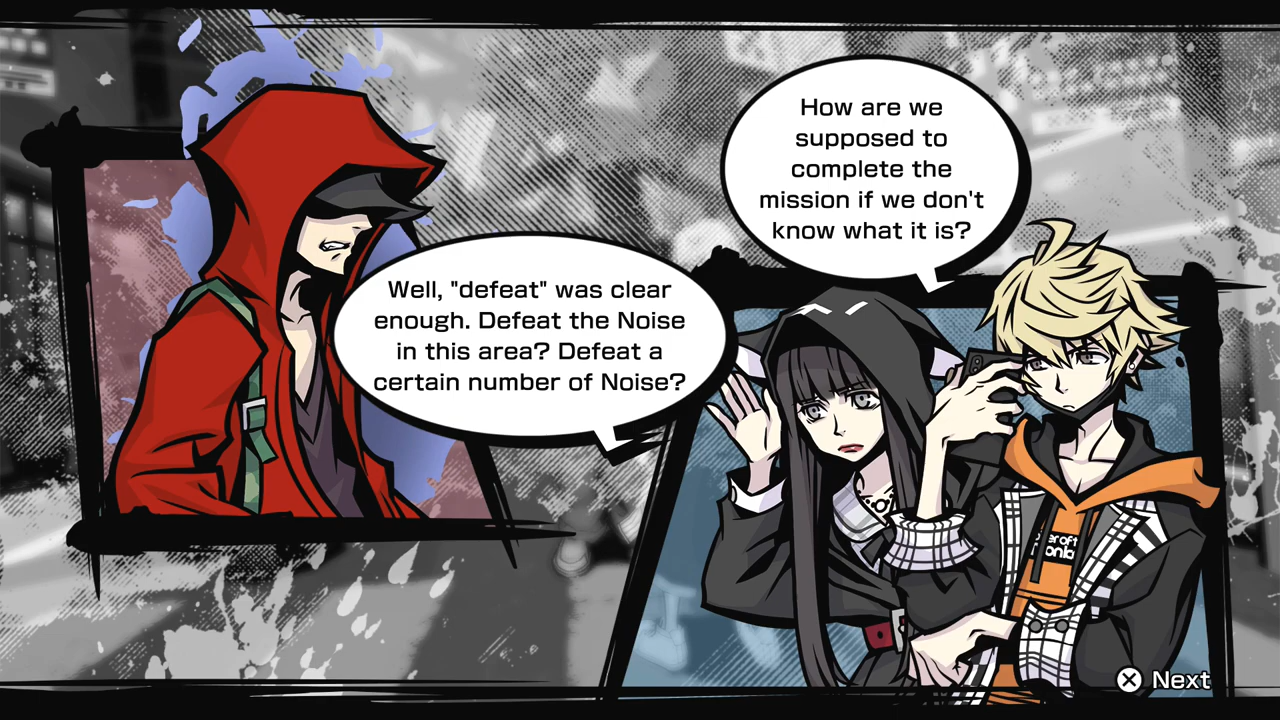 How are we
supposed to
complete the
mission if we don't
know what it is?
Well, "defeat" was clear
enough. Defeat the Noise
in this area? Defeat a
certain number of Noise?
Next